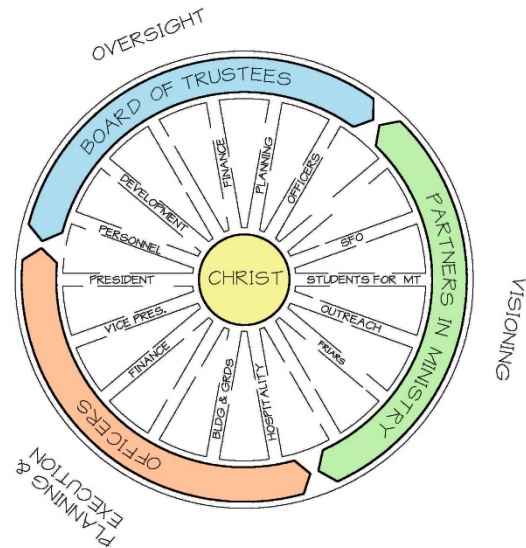 OVERSIGHT
BOARD OF TRUSTEES
FINANCE
PLANNING
OFFICERS
DEVELOPMENT
PERSONNEL
PRESIDENT
VICE PRES.
FINANCE
BLDG & GRDS
HOSPITALITY
FRIARS
OUTREACH
STUDENTS FOR MT
SFO
CHRIST
PARTNERS IN MINISTRY
VISIONING
OFFICERS
PLANNING &
EXECUTION